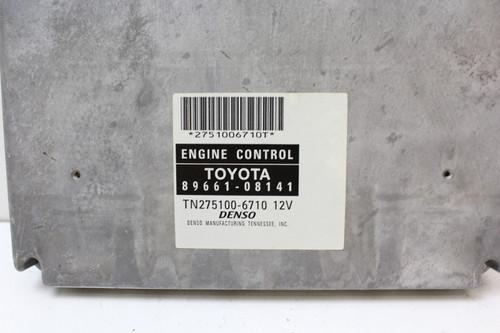 *2751006710T*
ENGINE CONTROL
TOYOTA
89661-08141
TN275100-6710 12V
DENSO
DENSO MANUFACTURING TENNESSEE, INC.